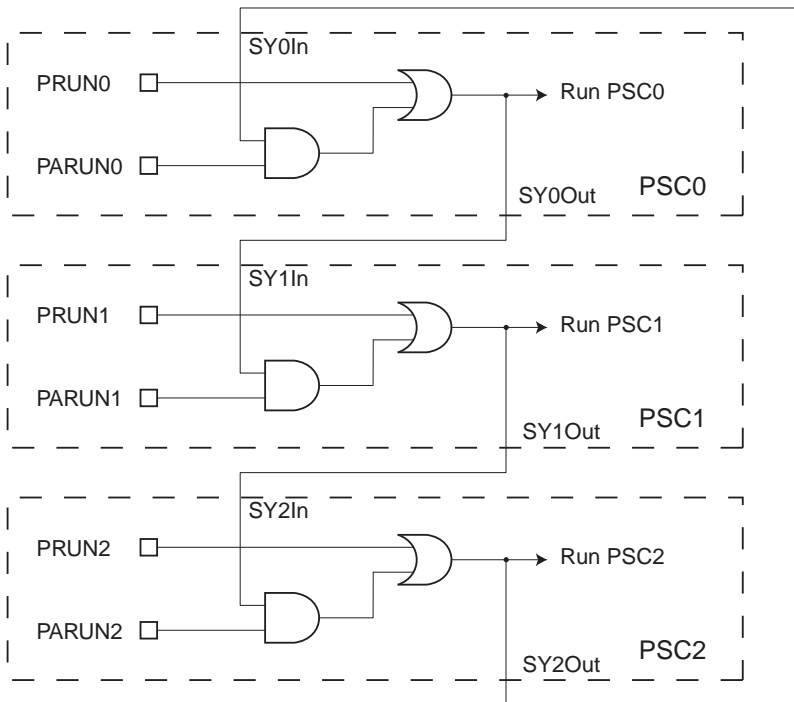 SY0In
PRUN0
Run PSC0
PARUN0
PSC0
SY0Out
SY1In
PRUN1
Run PSC1
PARUN1
PSC1
SY1Out
SY2In
PRUN2
Run PSC2
PARUN2
PSC2
SY2Out